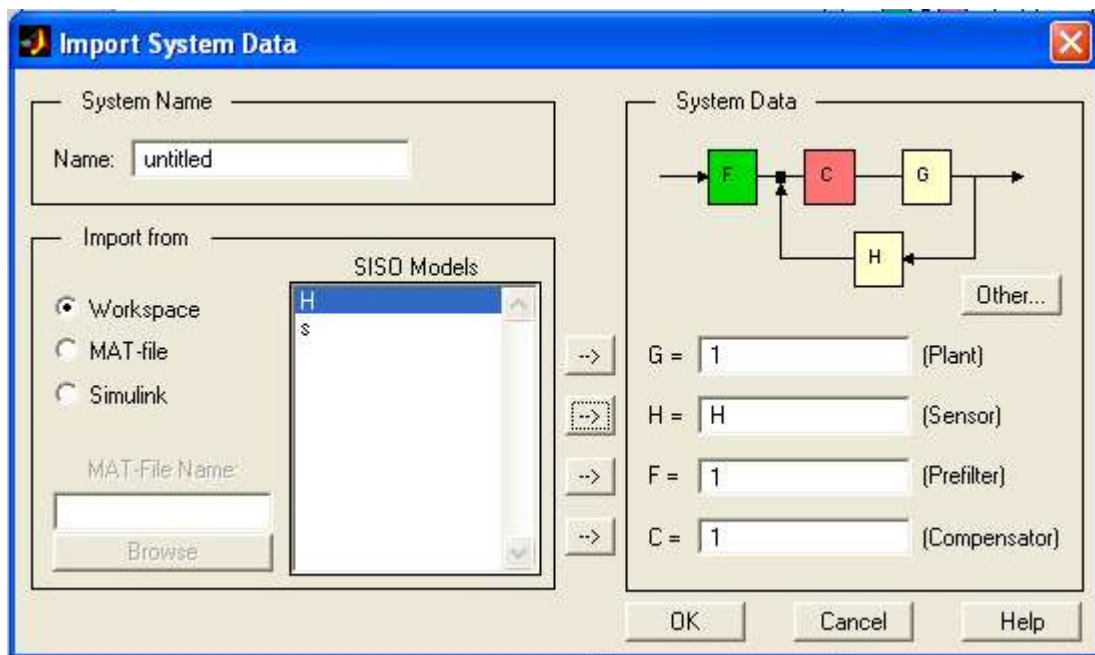 Import System Data
System Name
Name: untitled
Import from
SISO Models
Workspace
MAT-file
Simulink
H
s
MAT-File Name:
Browse
System Data
F
C
G
H
Other...
--> G = 1 (Plant)
--> H = H (Sensor)
--> F = 1 (Prefilter)
--> C = 1 (Compensator)
OK Cancel Help